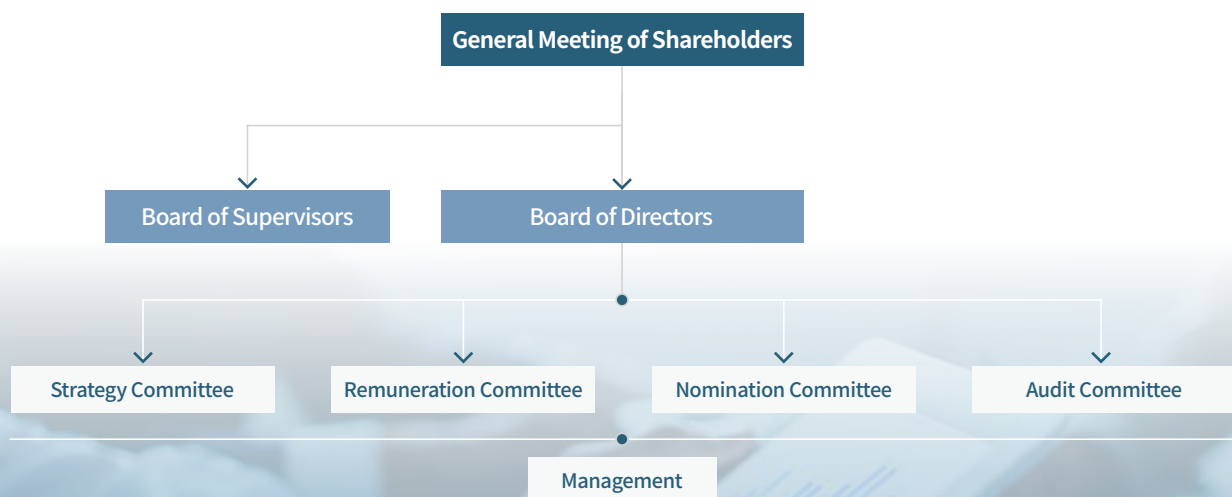 General Meeting of Shareholders
Board of Supervisors
Board of Directors
Strategy Committee
Remuneration Committee
Nomination Committee
Audit Committee
Management